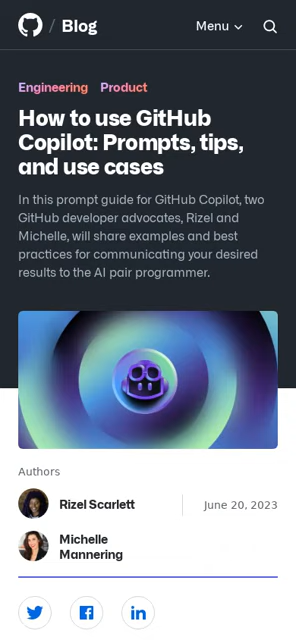 / Blog Menu
Engineering Product
How to use GitHub
Copilot: Prompts, tips,
and use cases
In this prompt guide for GitHub Copilot, two
GitHub developer advocates, Rizel and
Michelle, will share examples and best
practices for communicating your desired
results to the AI pair programmer.
Authors
Rizel Scarlett June 20, 2023
Michelle
Mannering